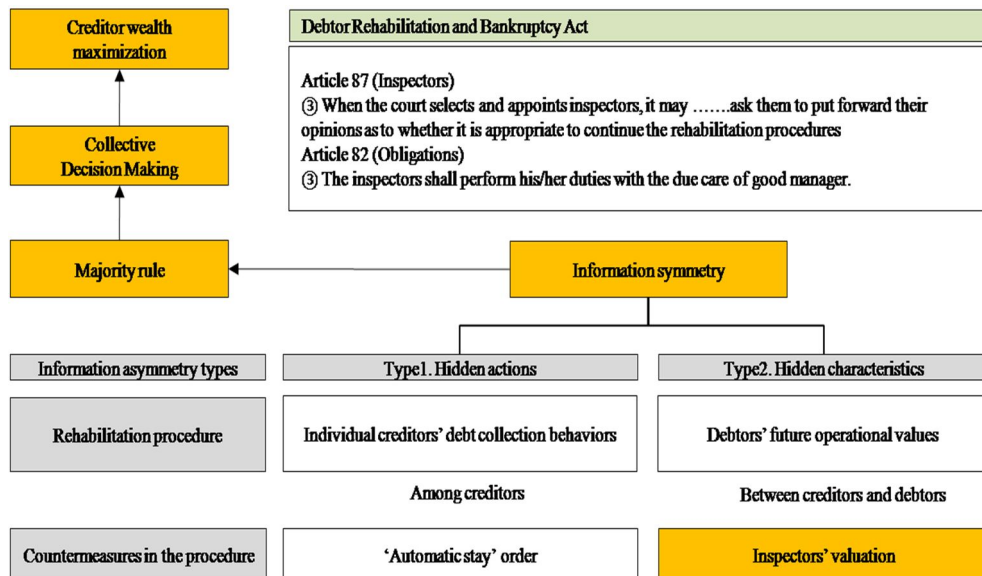 Creditor wealth
maximization
Debtor Rehabilitation and Bankruptcy Act
Article 87 (Inspectors)
③ When the court selects and appoints inspectors, it may …….ask them to put forward their
opinions as to whether it is appropriate to continue the rehabilitation procedures
Article 82 (Obligations)
③ The inspectors shall perform his/her duties with the due care of good manager.
Collective
Decision Making
Majority rule
Information symmetry
Information asymmetry types
Type1. Hidden actions
Type2. Hidden characteristics
Rehabilitation procedure
Individual creditors’ debt collection behaviors
Debtors’ future operational values
Among creditors
Between creditors and debtors
Countermeasures in the procedure
‘Automatic stay’ order
Inspectors’ valuation